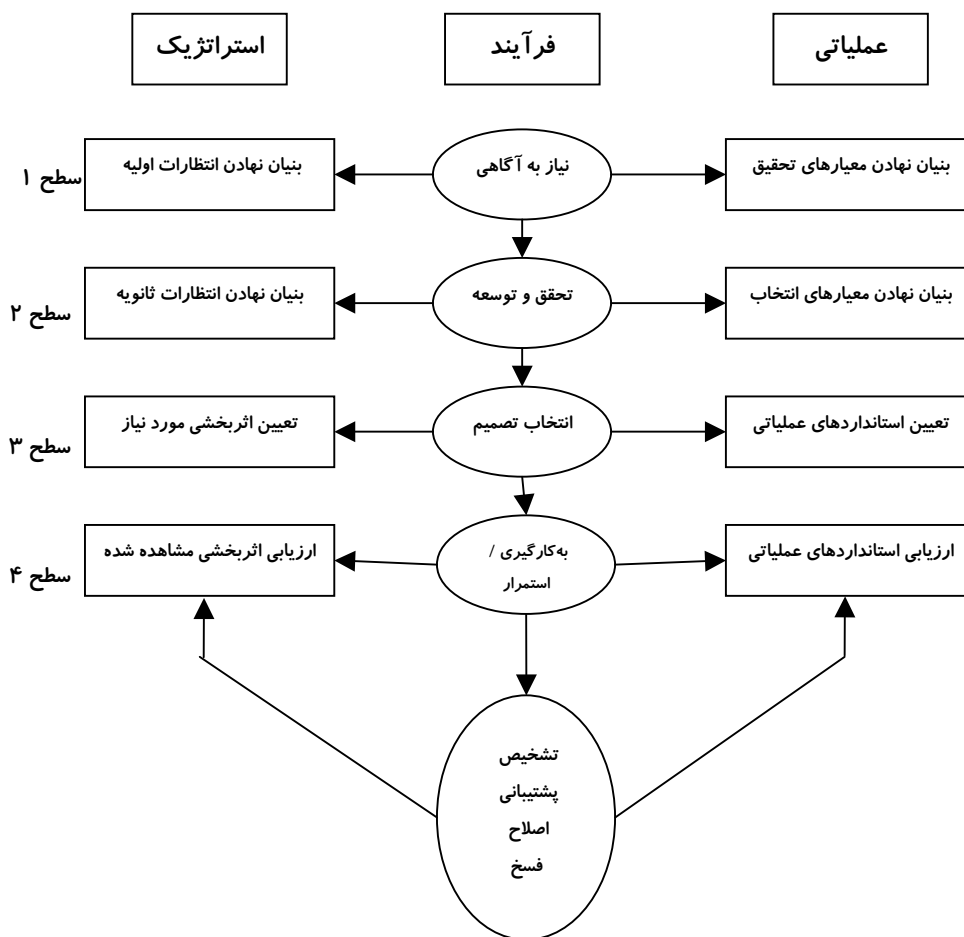 عملیاتی
فرآیند
استراتژیک
بنیان نهادن معیارهای تحقیق
نیاز به آگاهی
بنیان نهادن انتظارات اولیه
سطح ۱
بنیان نهادن معیارهای انتخاب
تحقق و توسعه
بنیان نهادن انتظارات ثانویه
سطح ۲
تعیین استانداردهای عملیاتی
انتخاب تصمیم
تعیین اثربخشی مورد نیاز
سطح ۳
ارزیابی استانداردهای عملیاتی
به‌کارگیری /
استمرار
ارزیابی اثربخشی مشاهده شده
سطح ۴
تشخیص
پشتیبانی
اصلاح
فسخ